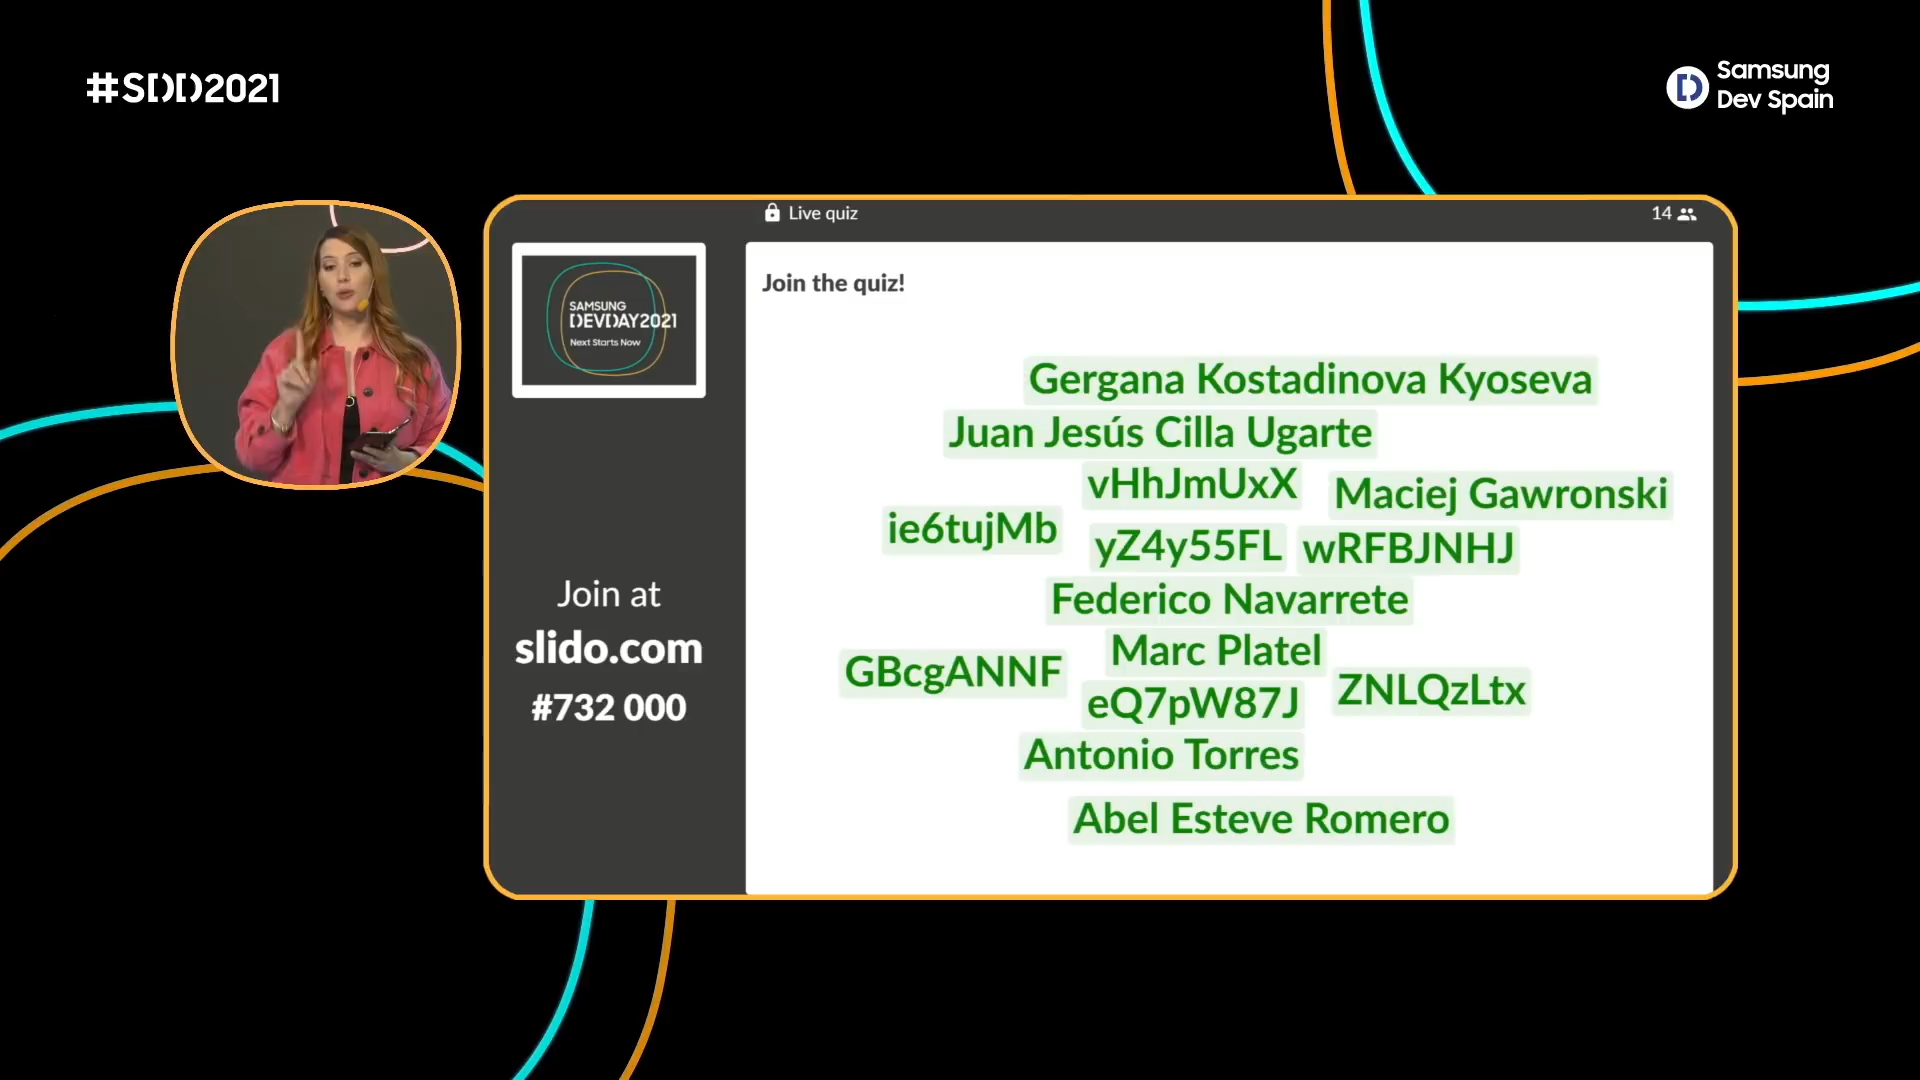 #SDD2021
Samsung
Dev Spain
Live quiz
14
SAMSUNG
DEVDAY2021
Next Starts Now
Join the quiz!
Gergana Kostadinova Kyoseva
Juan Jesús Cilla Ugarte
vHhJmUxX
Maciej Gawronski
ie6tujMb
yZ4y55FL
wRFBJNHJ
Federico Navarrete
Marc Platel
GBcgANNF
ZNLQzLtx
eQ7pW87J
Antonio Torres
Abel Esteve Romero
Join at
slido.com
#732 000